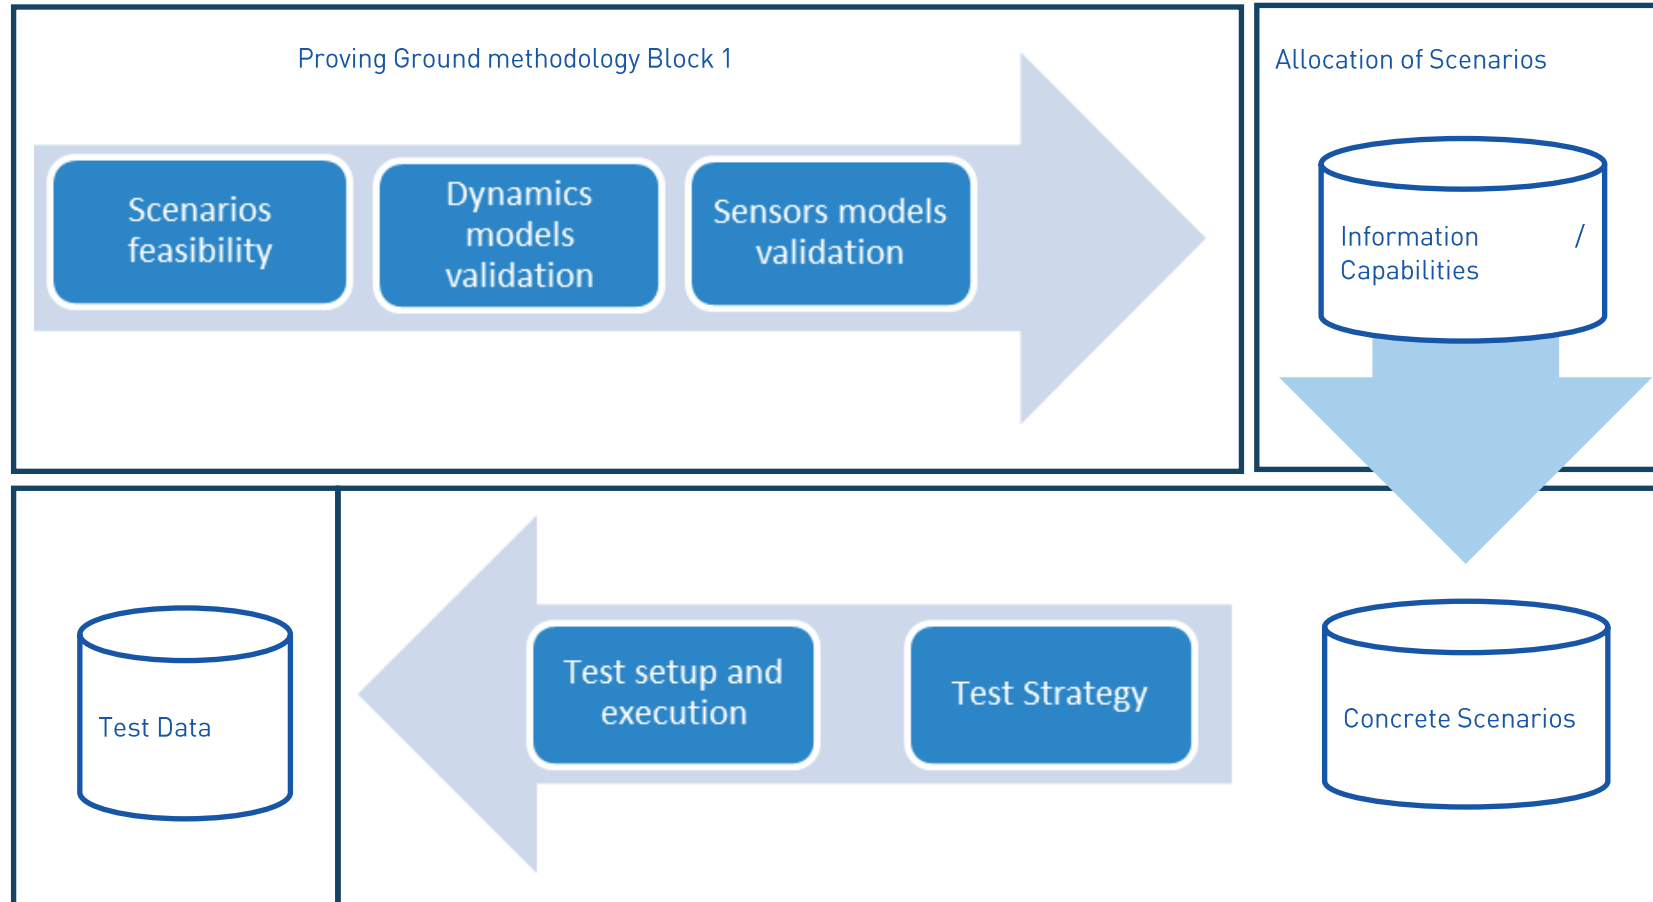 Proving Ground methodology Block 1
Allocation of Scenarios
Scenarios
feasibility
Dynamics
models
validation
Sensors models
validation
Information /
Capabilities
Test Data
Test setup and
execution
Test Strategy
Concrete Scenarios